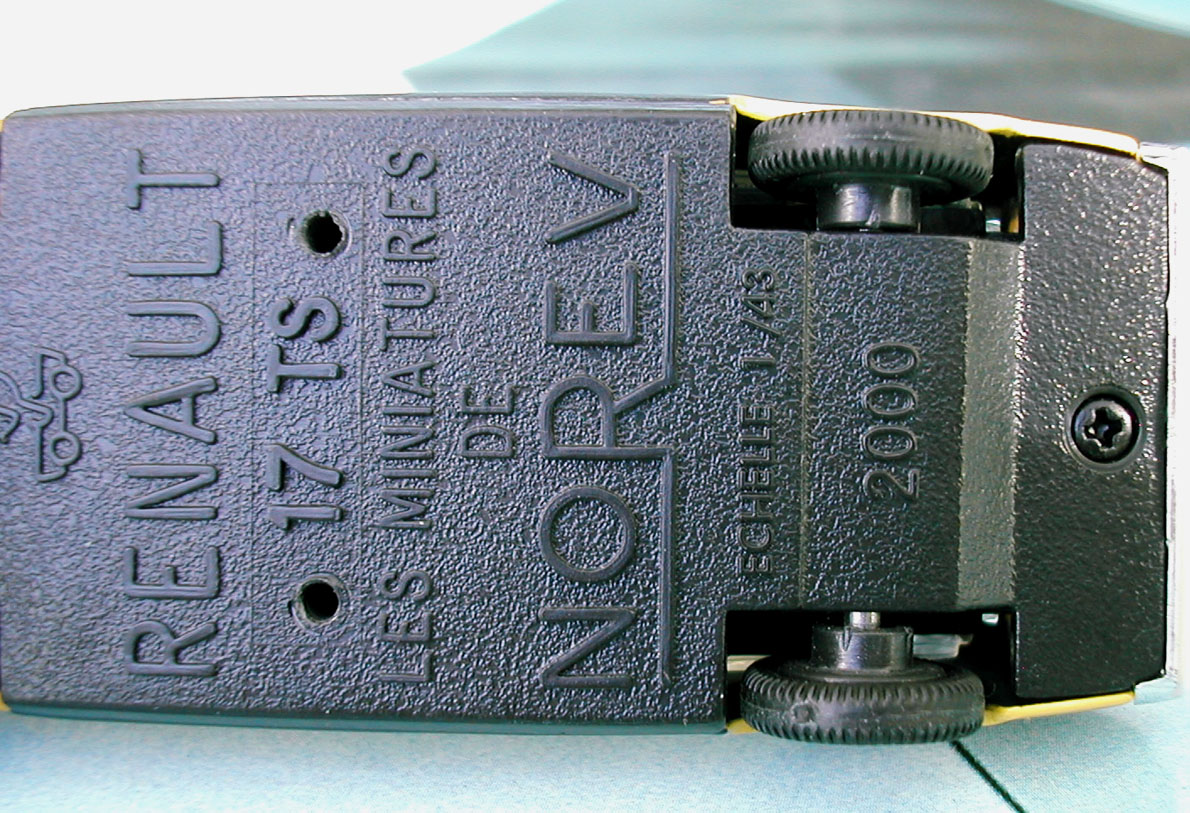 RENAULT
17 TS
LES MINIATURES
DE
NOREV
ECHELLE 1/43
2000